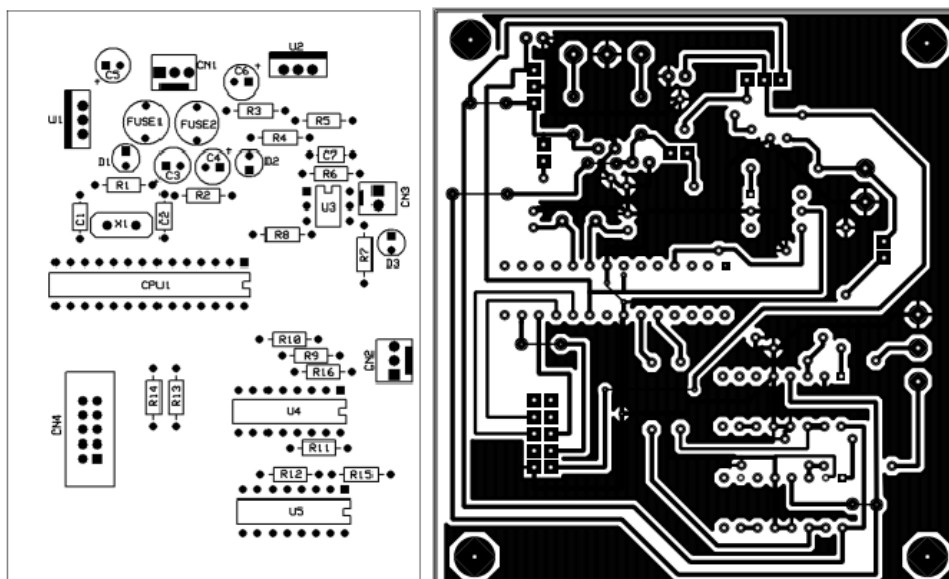 U2
C5
CN1
C6
U1
FUSE1
FUSE2
R3
R5
R4
D1
C3
C4
D2
C7
R6
R1
R2
CN3
C1
X1
C2
U3
R8
R7
D3
CPU1
R10
R9
CN2
R16
R14
R13
CN4
U4
R11
R12
R15
U5